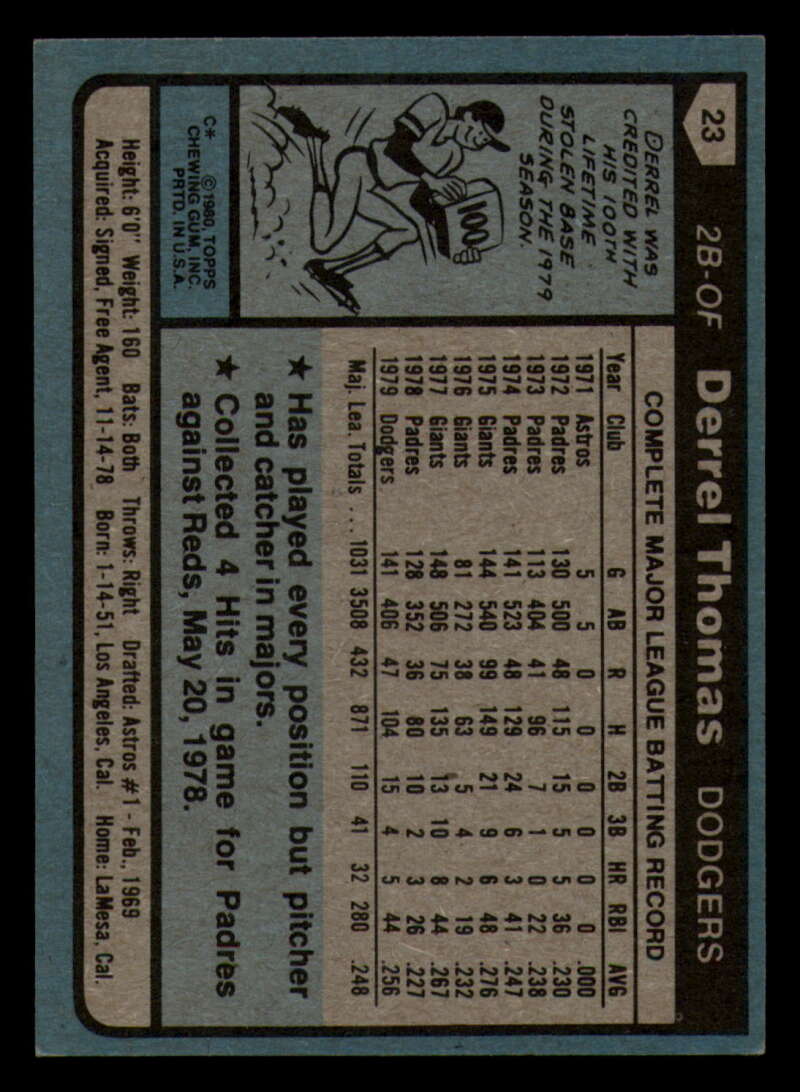 23
2B-OF Derrel Thomas DODGERS
DERREL WAS
CREDITED WITH
HIS 100TH
LIFETIME
STOLEN BASE
DURING THE 1979
SEASON.
100
C* ©1980, TOPPS
CHEWING GUM, INC.
PRTD. IN U.S.A.
COMPLETE MAJOR LEAGUE BATTING RECORD
Year Club G AB R H 2B 3B HR RBI AVG
1971 Astros 5 5 0 0 0 0 0 0 .000
1972 Padres 130 500 48 115 15 5 5 36 .230
1973 Padres 113 404 41 96 7 1 0 22 .238
1974 Padres 141 523 48 129 24 6 3 41 .247
1975 Giants 144 540 99 149 21 9 6 48 .276
1976 Giants 81 272 38 63 5 4 2 19 .232
1977 Giants 148 506 75 135 13 10 8 44 .267
1978 Padres 128 352 36 80 10 2 3 26 .227
1979 Dodgers 141 406 47 104 15 4 5 44 .256
Maj. Lea. Totals ... 1031 3508 432 871 110 41 32 280 .248
★ Has played every position but pitcher
and catcher in majors.
★ Collected 4 Hits in game for Padres
against Reds, May 20, 1978.
Height: 6'0" Weight: 160 Bats: Both Throws: Right Drafted: Astros #1 - Feb., 1969
Acquired: Signed, Free Agent, 11-14-78 Born: 1-14-51, Los Angeles, Cal. Home: LaMesa, Cal.